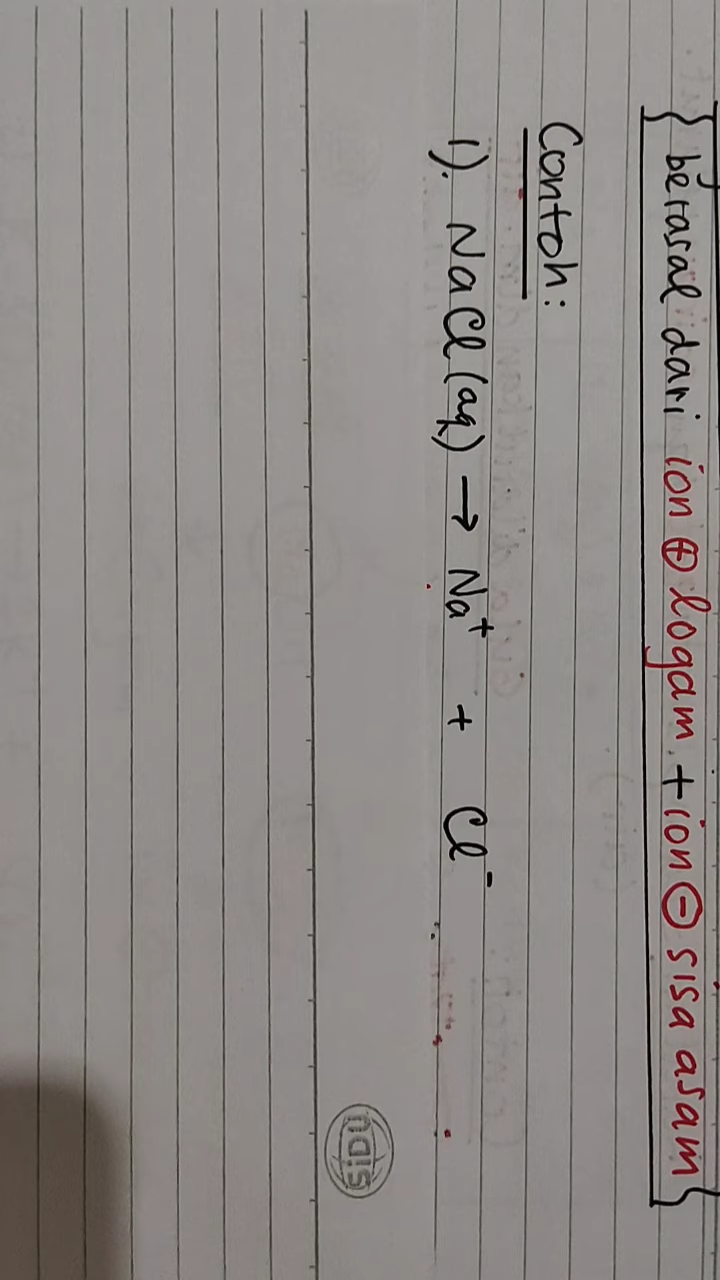 { berasal dari ion ⊕ logam + ion ⊖ sisa asam }
Contoh:
1). NaCl (aq) → Na⁺ + Cl⁻
SIDU